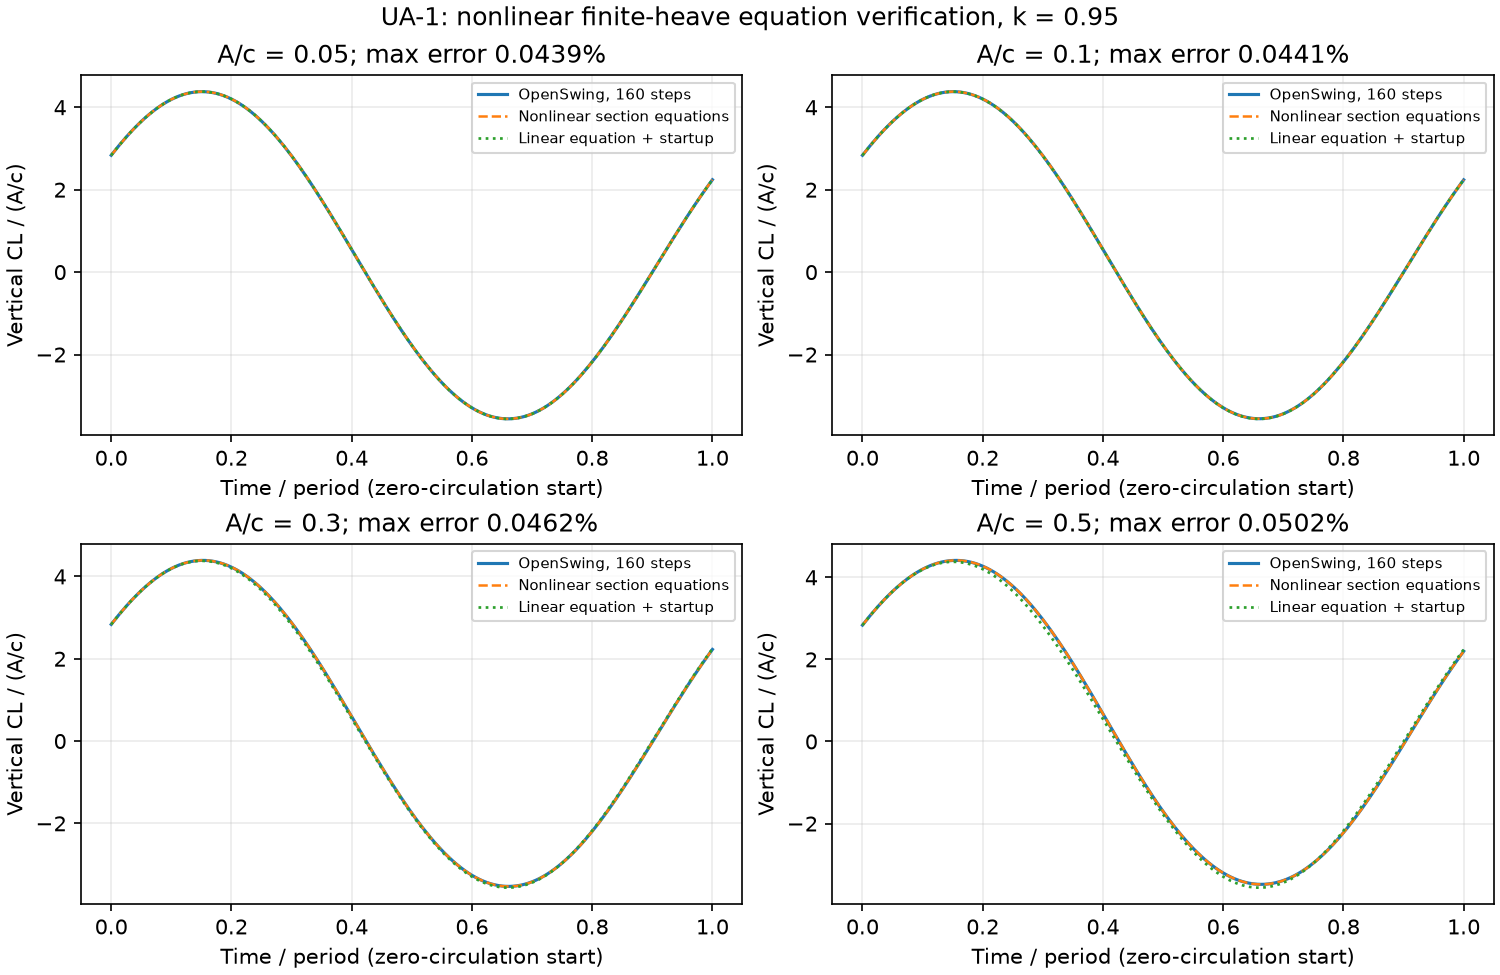 UA-1: nonlinear finite-heave equation verification, k = 0.95
A/c = 0.05; max error 0.0439%
Vertical CL / (A/c)
4
2
0
−2
OpenSwing, 160 steps
Nonlinear section equations
Linear equation + startup
0.0 0.2 0.4 0.6 0.8 1.0
Time / period (zero-circulation start)
A/c = 0.1; max error 0.0441%
Vertical CL / (A/c)
4
2
0
−2
OpenSwing, 160 steps
Nonlinear section equations
Linear equation + startup
0.0 0.2 0.4 0.6 0.8 1.0
Time / period (zero-circulation start)
A/c = 0.3; max error 0.0462%
Vertical CL / (A/c)
4
2
0
−2
OpenSwing, 160 steps
Nonlinear section equations
Linear equation + startup
0.0 0.2 0.4 0.6 0.8 1.0
Time / period (zero-circulation start)
A/c = 0.5; max error 0.0502%
Vertical CL / (A/c)
4
2
0
−2
OpenSwing, 160 steps
Nonlinear section equations
Linear equation + startup
0.0 0.2 0.4 0.6 0.8 1.0
Time / period (zero-circulation start)